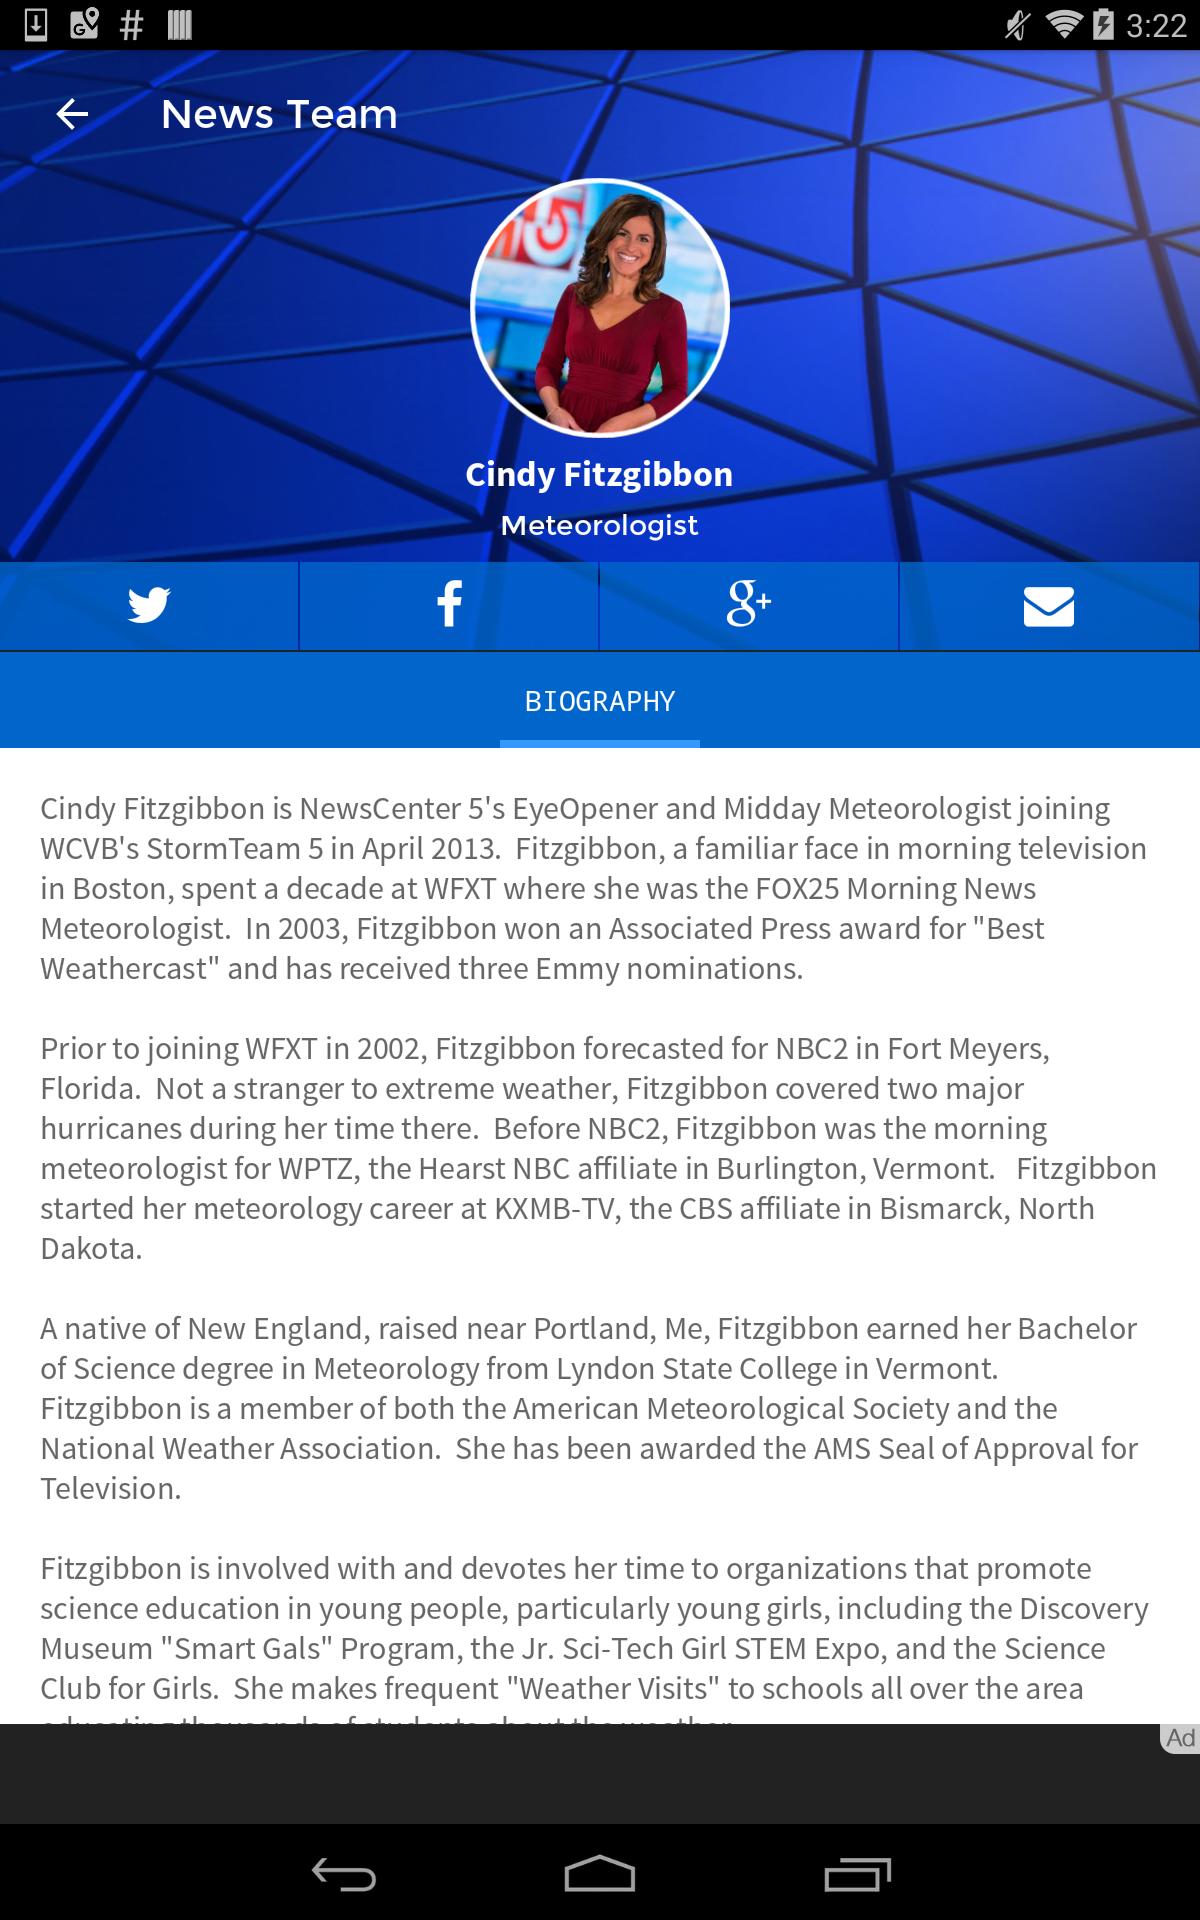 3:22
News Team
Cindy Fitzgibbon
Meteorologist
BIOGRAPHY
Cindy Fitzgibbon is NewsCenter 5's EyeOpener and Midday Meteorologist joining
WCVB's StormTeam 5 in April 2013.  Fitzgibbon, a familiar face in morning television
in Boston, spent a decade at WFXT where she was the FOX25 Morning News
Meteorologist.  In 2003, Fitzgibbon won an Associated Press award for "Best
Weathercast" and has received three Emmy nominations.
Prior to joining WFXT in 2002, Fitzgibbon forecasted for NBC2 in Fort Meyers,
Florida.  Not a stranger to extreme weather, Fitzgibbon covered two major
hurricanes during her time there.  Before NBC2, Fitzgibbon was the morning
meteorologist for WPTZ, the Hearst NBC affiliate in Burlington, Vermont.   Fitzgibbon
started her meteorology career at KXMB-TV, the CBS affiliate in Bismarck, North
Dakota.
A native of New England, raised near Portland, Me, Fitzgibbon earned her Bachelor
of Science degree in Meteorology from Lyndon State College in Vermont.
Fitzgibbon is a member of both the American Meteorological Society and the
National Weather Association.  She has been awarded the AMS Seal of Approval for
Television.
Fitzgibbon is involved with and devotes her time to organizations that promote
science education in young people, particularly young girls, including the Discovery
Museum "Smart Gals" Program, the Jr. Sci-Tech Girl STEM Expo, and the Science
Club for Girls.  She makes frequent "Weather Visits" to schools all over the area
educating thousands of students about the weather.
Ad